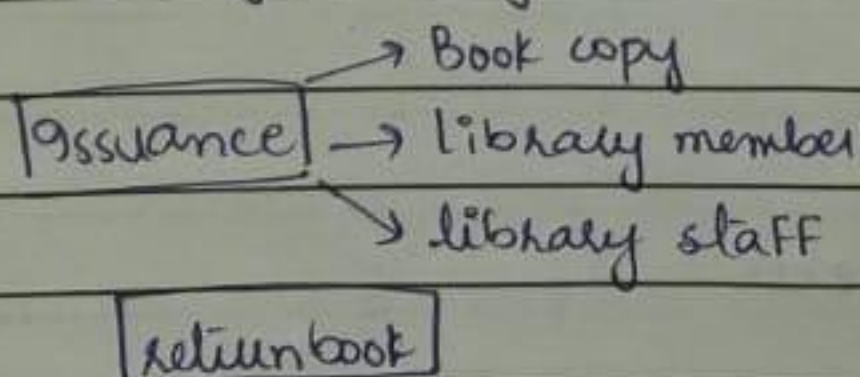 → Book copy
Issuance → library member
→ library staff
return book